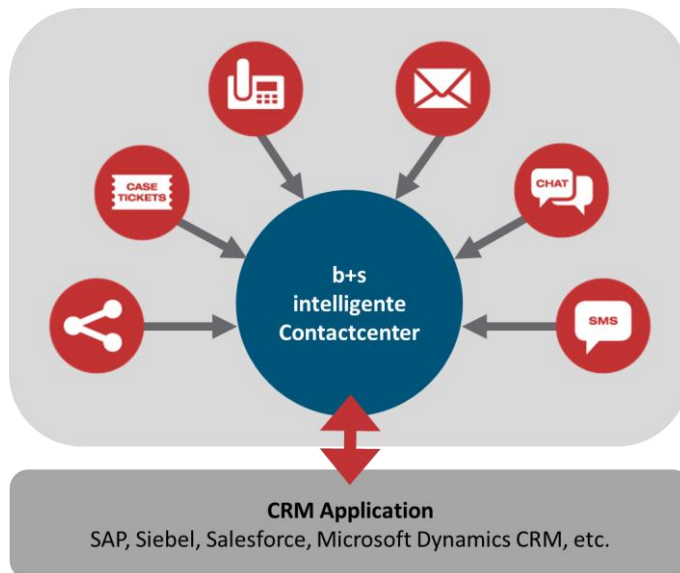 CASE
TICKETS
CHAT
b+s
intelligente
Contactcenter
SMS
CRM Application
SAP, Siebel, Salesforce, Microsoft Dynamics CRM, etc.